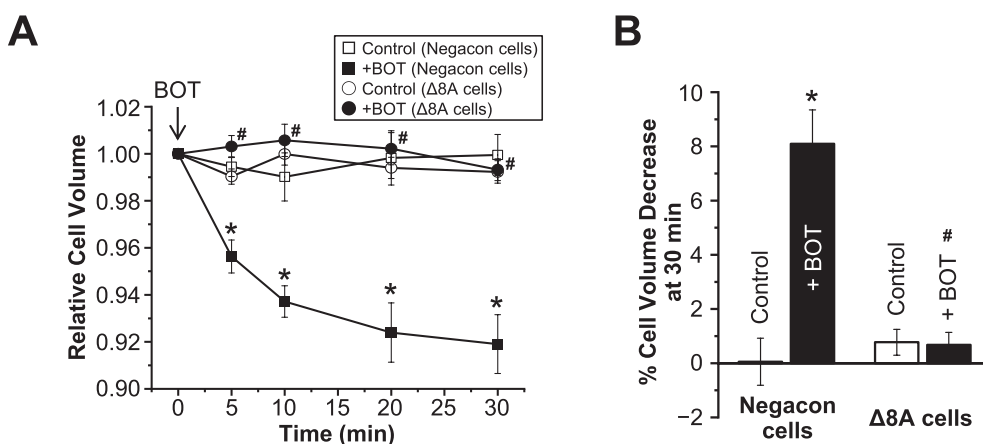 A
Control (Negacon cells)
+BOT (Negacon cells)
Control (Δ8A cells)
+BOT (Δ8A cells)
BOT
1.02
1.00
0.98
0.96
0.94
0.92
0.90
Relative Cell Volume
#
#
#
#
*
*
*
*
0
5
10
15
20
25
30
Time (min)
B
% Cell Volume Decrease
at 30 min
10
8
6
4
2
0
−2
Control
*
+ BOT
Control
#
+ BOT
Negacon
cells
Δ8A cells